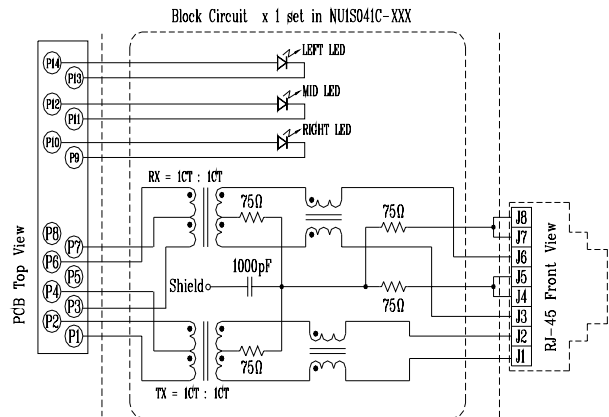 Block Circuit x 1 set in NU1S041C-XXX
P14
P13
LEFT LED
P12
P11
MID LED
P10
P9
RIGHT LED
RX = 1CT : 1CT
75Ω
75Ω
P8
P7
P6
P5
P4
P3
P2
P1
PCB Top View
1000pF
Shield
75Ω
75Ω
TX = 1CT : 1CT
J8
J7
J6
J5
J4
J3
J2
J1
RJ-45 Front View